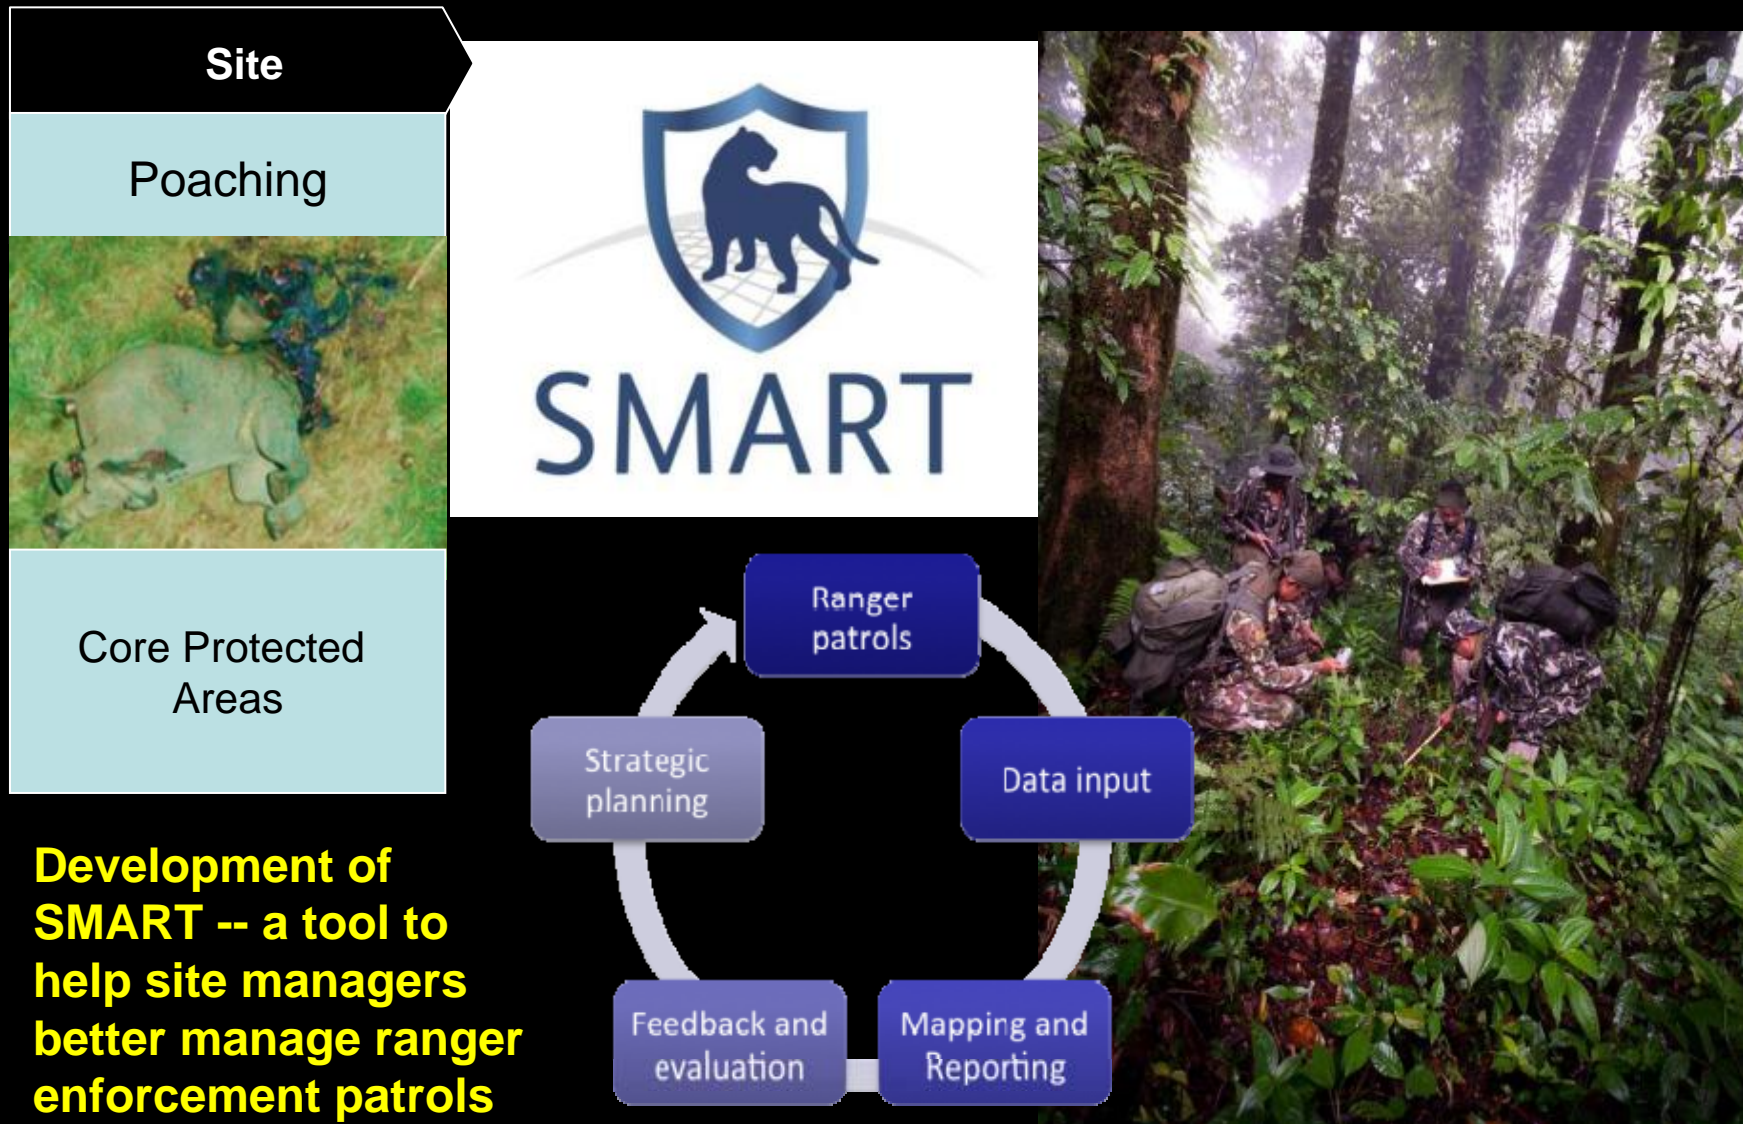 Site
Poaching
Core Protected
Areas
Development of
SMART -- a tool to
help site managers
better manage ranger
enforcement patrols
SMART
Ranger
patrols
Data input
Mapping and
Reporting
Feedback and
evaluation
Strategic
planning